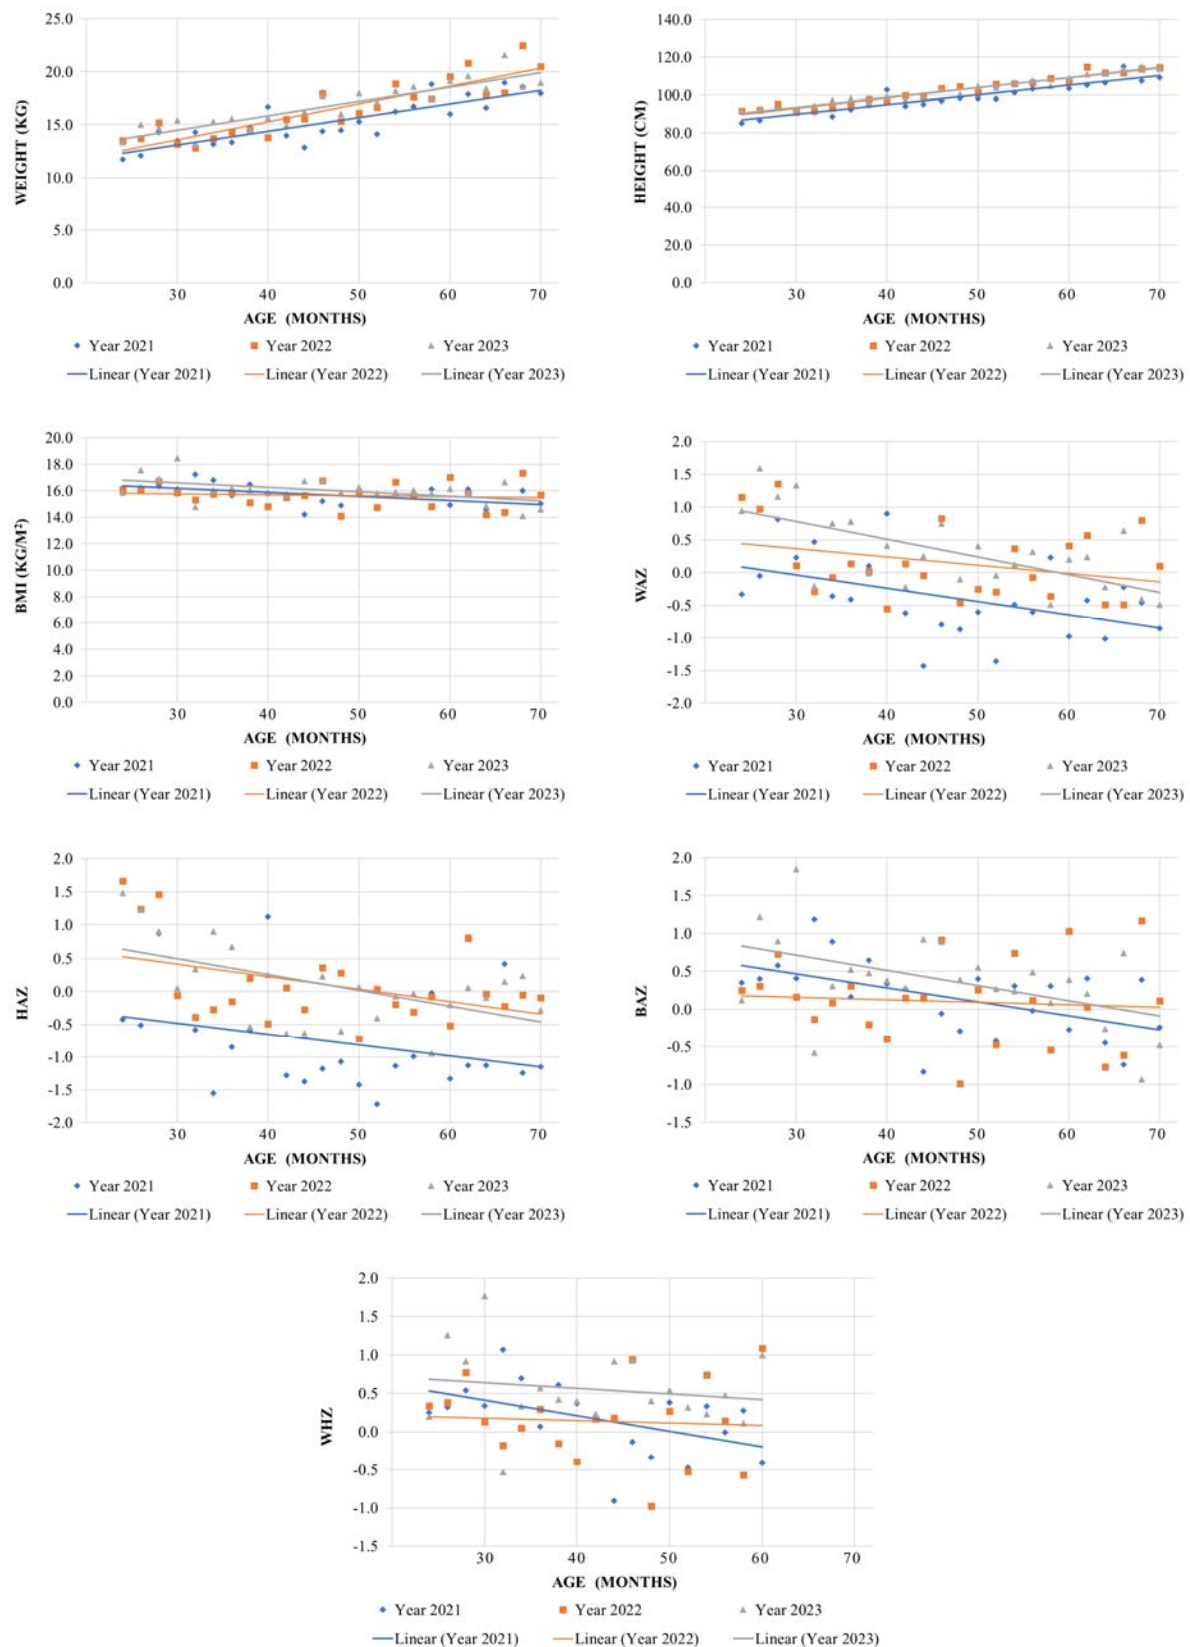 WEIGHT (KG)
25.0
20.0
15.0
10.0
5.0
0.0
30 40 50 60 70
AGE (MONTHS)
Year 2021 Year 2022 Year 2023
Linear (Year 2021) Linear (Year 2022) Linear (Year 2023)
HEIGHT (CM)
140.0
120.0
100.0
80.0
60.0
40.0
20.0
0.0
30 40 50 60 70
AGE (MONTHS)
Year 2021 Year 2022 Year 2023
Linear (Year 2021) Linear (Year 2022) Linear (Year 2023)
BMI (KG/M²)
20.0
18.0
16.0
14.0
12.0
10.0
8.0
6.0
4.0
2.0
0.0
30 40 50 60 70
AGE (MONTHS)
Year 2021 Year 2022 Year 2023
Linear (Year 2021) Linear (Year 2022) Linear (Year 2023)
WAZ
2.0
1.5
1.0
0.5
0.0
-0.5
-1.0
-1.5
-2.0
30 40 50 60 70
AGE (MONTHS)
Year 2021 Year 2022 Year 2023
Linear (Year 2021) Linear (Year 2022) Linear (Year 2023)
HAZ
2.0
1.5
1.0
0.5
0.0
-0.5
-1.0
-1.5
-2.0
30 40 50 60 70
AGE (MONTHS)
Year 2021 Year 2022 Year 2023
Linear (Year 2021) Linear (Year 2022) Linear (Year 2023)
BAZ
2.0
1.5
1.0
0.5
0.0
-0.5
-1.0
-1.5
30 40 50 60 70
AGE (MONTHS)
Year 2021 Year 2022 Year 2023
Linear (Year 2021) Linear (Year 2022) Linear (Year 2023)
WHZ
2.0
1.5
1.0
0.5
0.0
-0.5
-1.0
-1.5
30 40 50 60 70
AGE (MONTHS)
Year 2021 Year 2022 Year 2023
Linear (Year 2021) Linear (Year 2022) Linear (Year 2023)